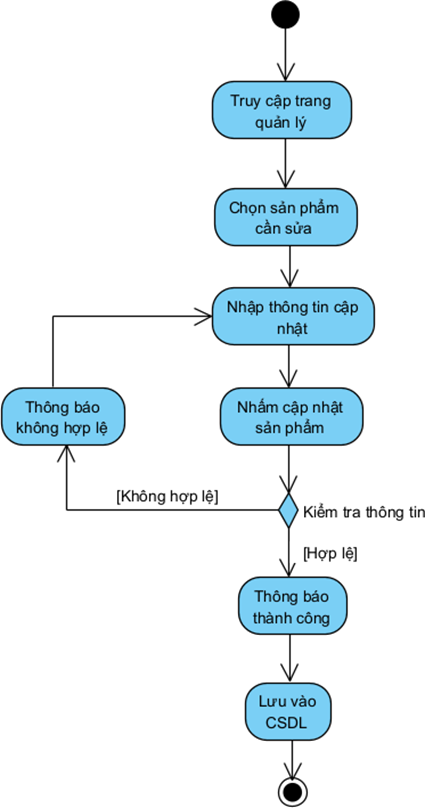 Truy cập trang
quản lý
Chọn sản phẩm
cần sửa
Nhập thông tin cập
nhật
Thông báo
không hợp lệ
Nhấm cập nhật
sản phẩm
[Không hợp lệ]
Kiểm tra thông tin
[Hợp lệ]
Thông báo
thành công
Lưu vào
CSDL